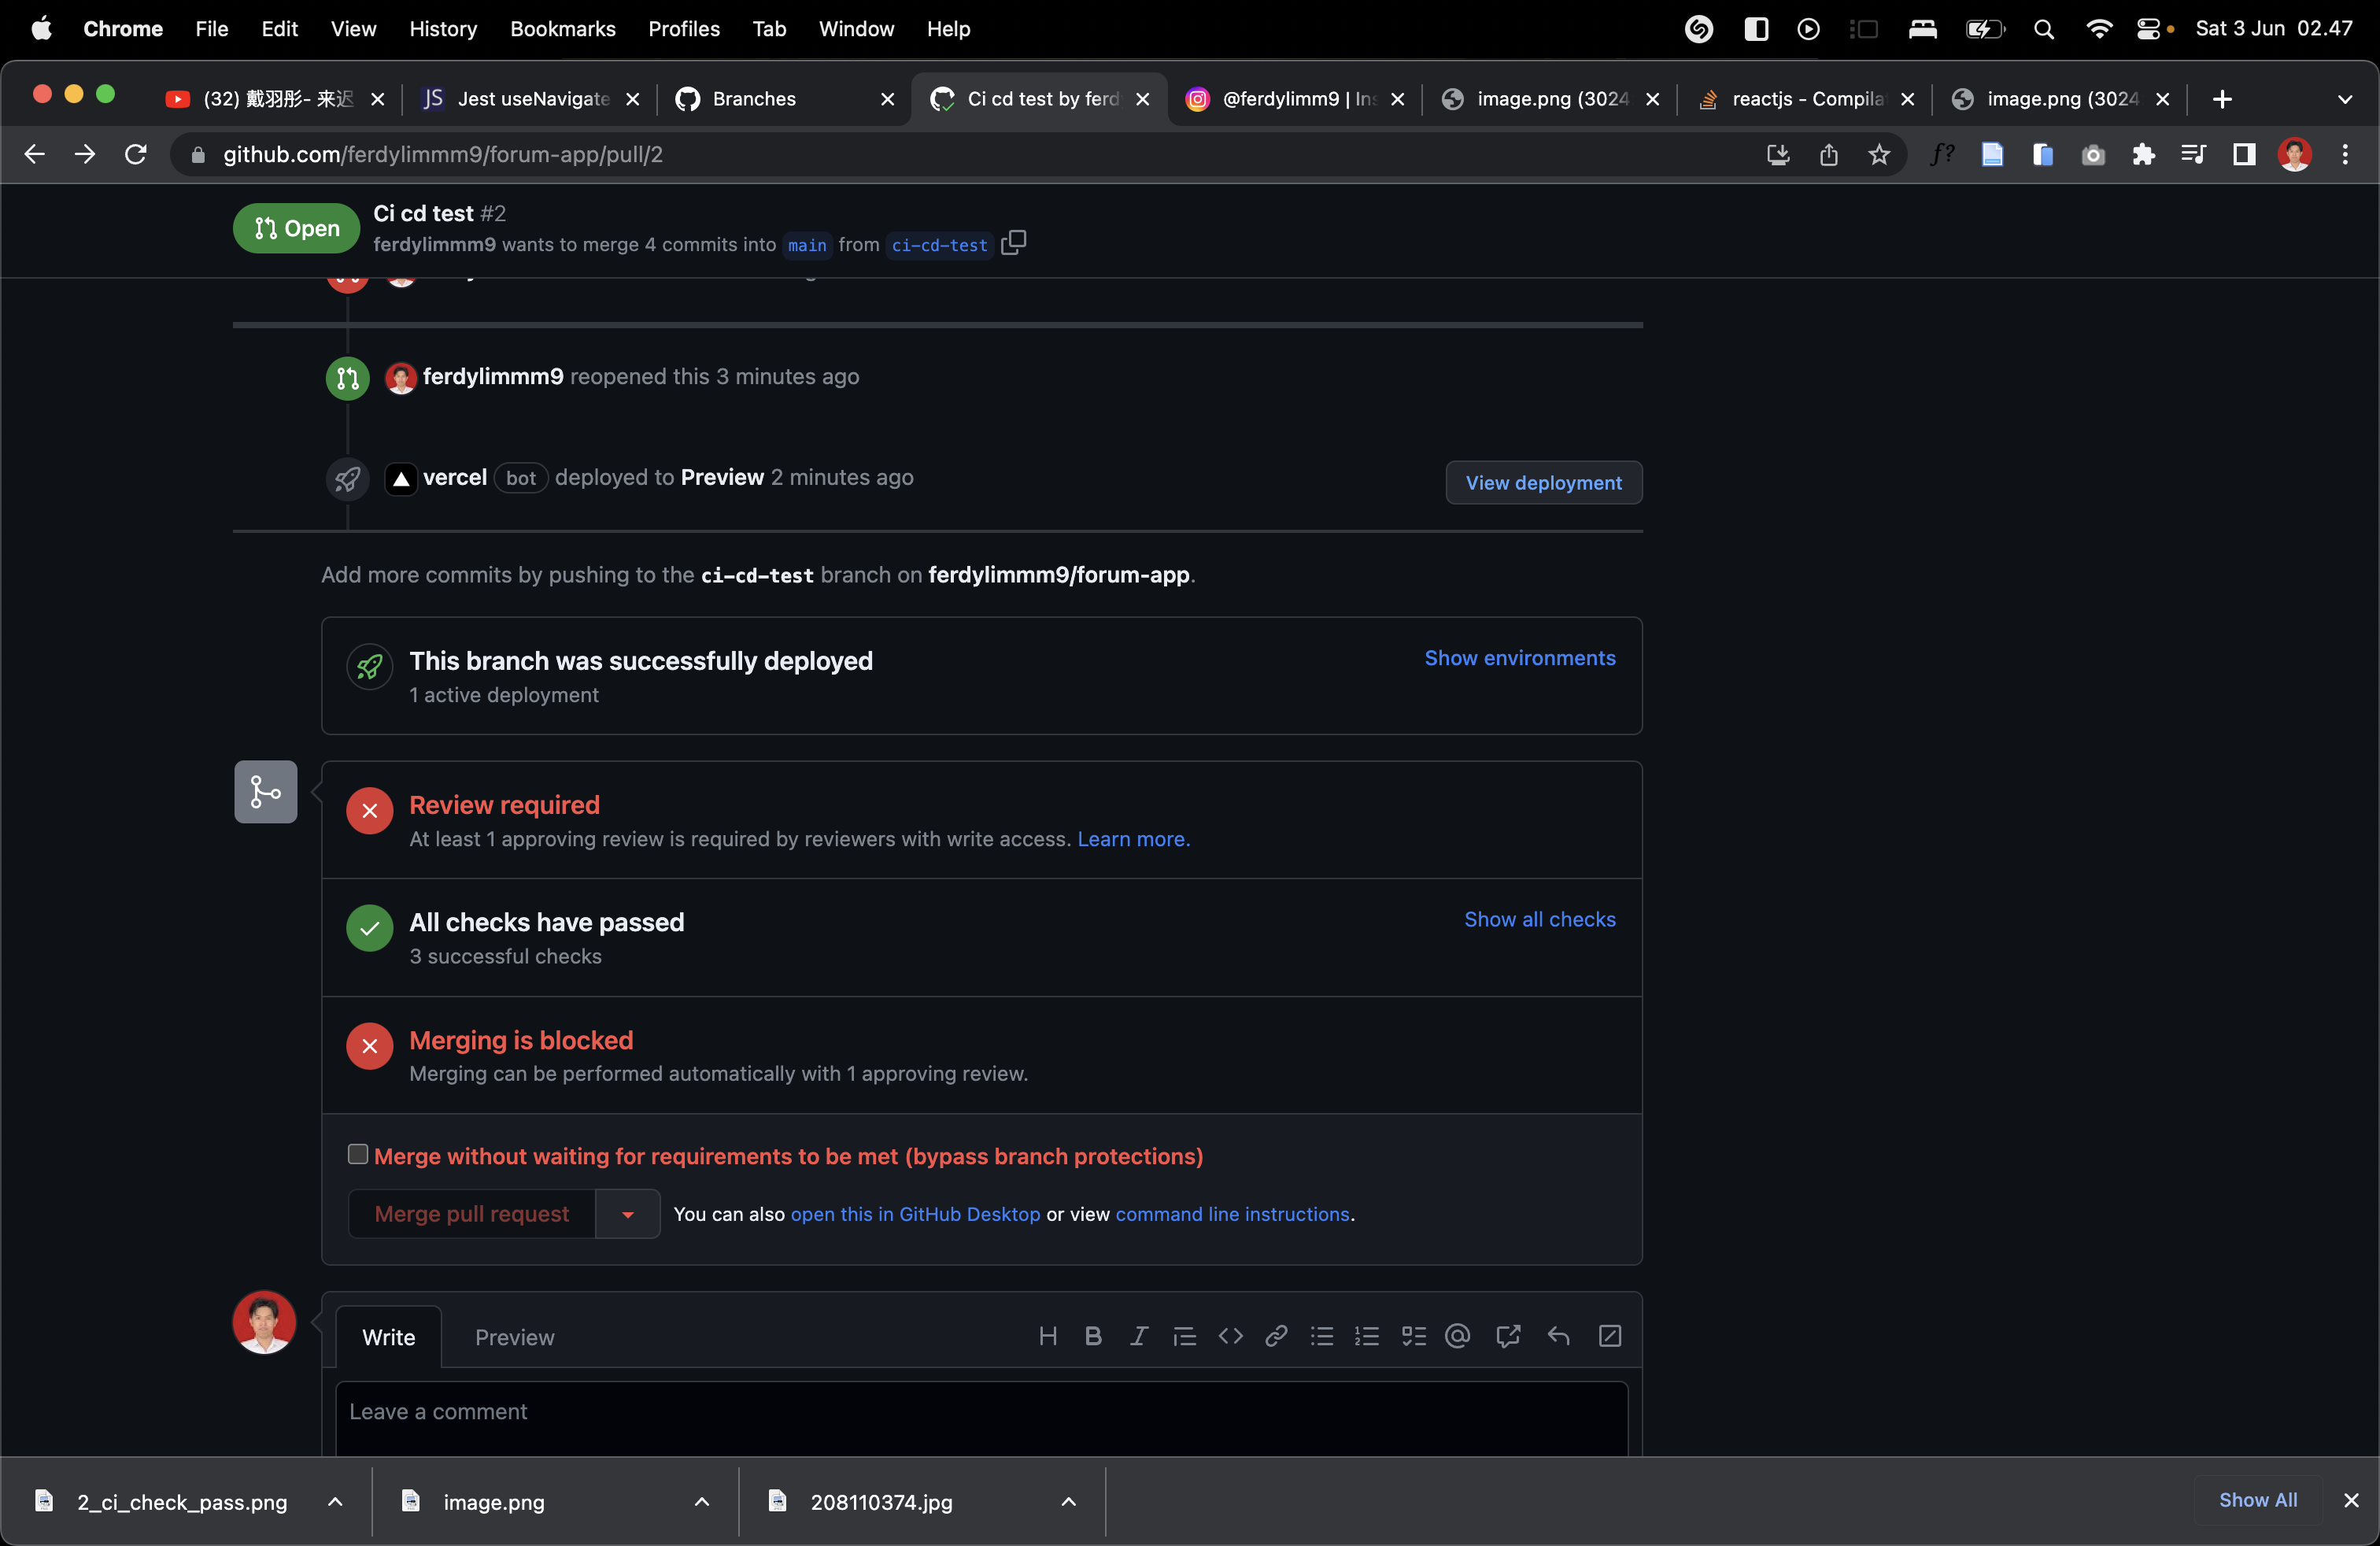 Chrome File Edit View History Bookmarks Profiles Tab Window Help Sat 3 Jun 02.47
(32) 戴羽彤- 来迟 JS Jest useNavigate Branches Ci cd test by ferd @ferdylimm9 | Ins image.png (3024 reactjs - Compila image.png (3024
github.com/ferdylimmm9/forum-app/pull/2 f?
Open
Ci cd test #2
ferdylimmm9 wants to merge 4 commits into main from ci-cd-test
ferdylimmm9 reopened this 3 minutes ago
vercel bot deployed to Preview 2 minutes ago View deployment
Add more commits by pushing to the ci-cd-test branch on ferdylimmm9/forum-app.
This branch was successfully deployed Show environments
1 active deployment
Review required
At least 1 approving review is required by reviewers with write access. Learn more.
All checks have passed Show all checks
3 successful checks
Merging is blocked
Merging can be performed automatically with 1 approving review.
Merge without waiting for requirements to be met (bypass branch protections)
Merge pull request You can also open this in GitHub Desktop or view command line instructions.
Write Preview
Leave a comment
2_ci_check_pass.png image.png 208110374.jpg Show All